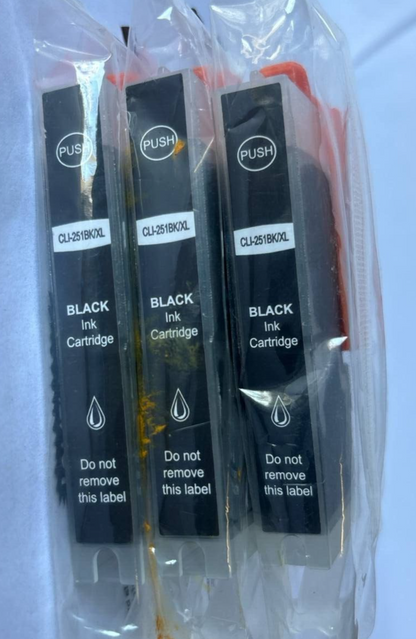 PUSH
CLI-251BK/XL
BLACK
Ink
Cartridge
Do not
remove
this label
PUSH
CLI-251BK/XL
BLACK
Ink
Cartridge
Do not
remove
this label
PUSH
CLI-251BK/XL
BLACK
Ink
Cartridge
Do not
remove
this label